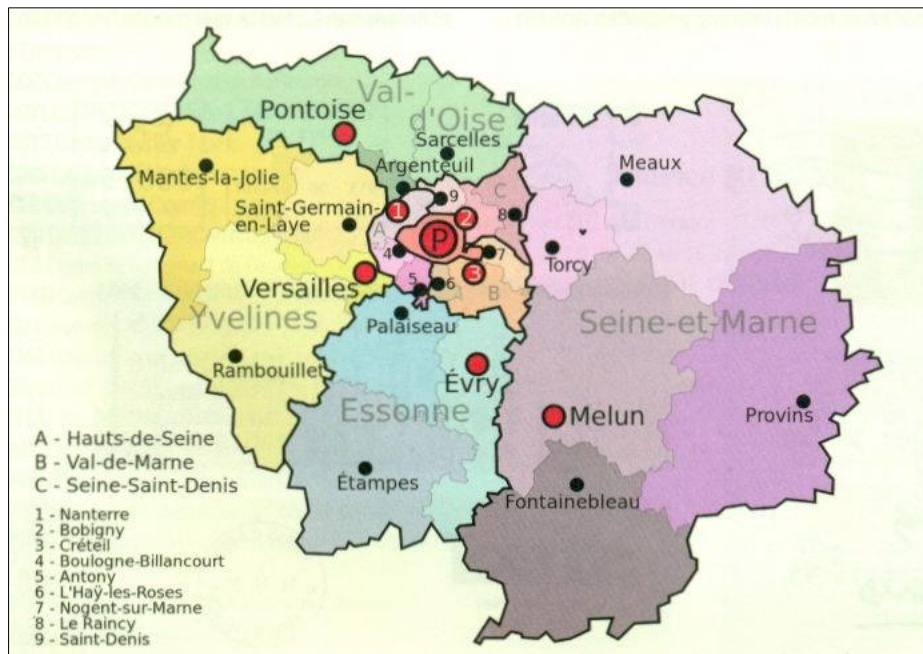 Val-
d'Oise
Pontoise
Sarcelles
Argenteuil
Mantes-la-Jolie
Meaux
Saint-Germain-
en-Laye
1
9
C
2
8
A
P
4
7
Torcy
3
5
6
A
B
Versailles
Yvelines
Palaiseau
Seine-et-Marne
Rambouillet
Évry
Essonne
Melun
Provins
Étampes
Fontainebleau
A - Hauts-de-Seine
B - Val-de-Marne
C - Seine-Saint-Denis
1 - Nanterre
2 - Bobigny
3 - Créteil
4 - Boulogne-Billancourt
5 - Antony
6 - L'Haÿ-les-Roses
7 - Nogent-sur-Marne
8 - Le Raincy
9 - Saint-Denis